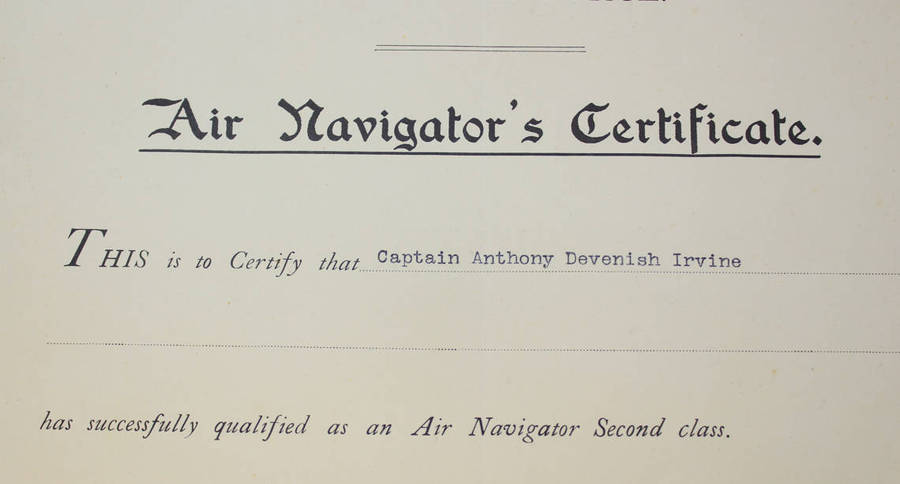 Air Navigator's Certificate.
THIS is to Certify that Captain Anthony Devenish Irvine
has successfully qualified as an Air Navigator Second class.